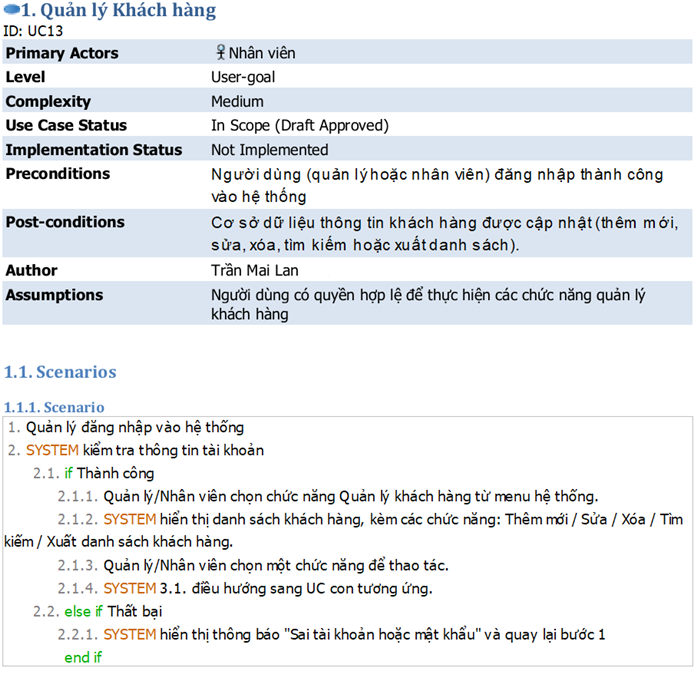 1. Quản lý Khách hàng
ID: UC13
Primary Actors Nhân viên
Level User-goal
Complexity Medium
Use Case Status In Scope (Draft Approved)
Implementation Status Not Implemented
Preconditions Người dùng (quản lý hoặc nhân viên) đăng nhập thành công
vào hệ thống
Post-conditions Cơ sở dữ liệu thông tin khách hàng được cập nhật (thêm mới,
sửa, xóa, tìm kiếm hoặc xuất danh sách).
Author Trần Mai Lan
Assumptions Người dùng có quyền hợp lệ để thực hiện các chức năng quản lý
khách hàng
1.1. Scenarios
1.1.1. Scenario
1. Quản lý đăng nhập vào hệ thống
2. SYSTEM kiểm tra thông tin tài khoản
2.1. if Thành công
2.1.1. Quản lý/Nhân viên chọn chức năng Quản lý khách hàng từ menu hệ thống.
2.1.2. SYSTEM hiển thị danh sách khách hàng, kèm các chức năng: Thêm mới / Sửa / Xóa / Tìm
kiếm / Xuất danh sách khách hàng.
2.1.3. Quản lý/Nhân viên chọn một chức năng để thao tác.
2.1.4. SYSTEM 3.1. điều hướng sang UC con tương ứng.
2.2. else if Thất bại
2.2.1. SYSTEM hiển thị thông báo "Sai tài khoản hoặc mật khẩu" và quay lại bước 1
end if